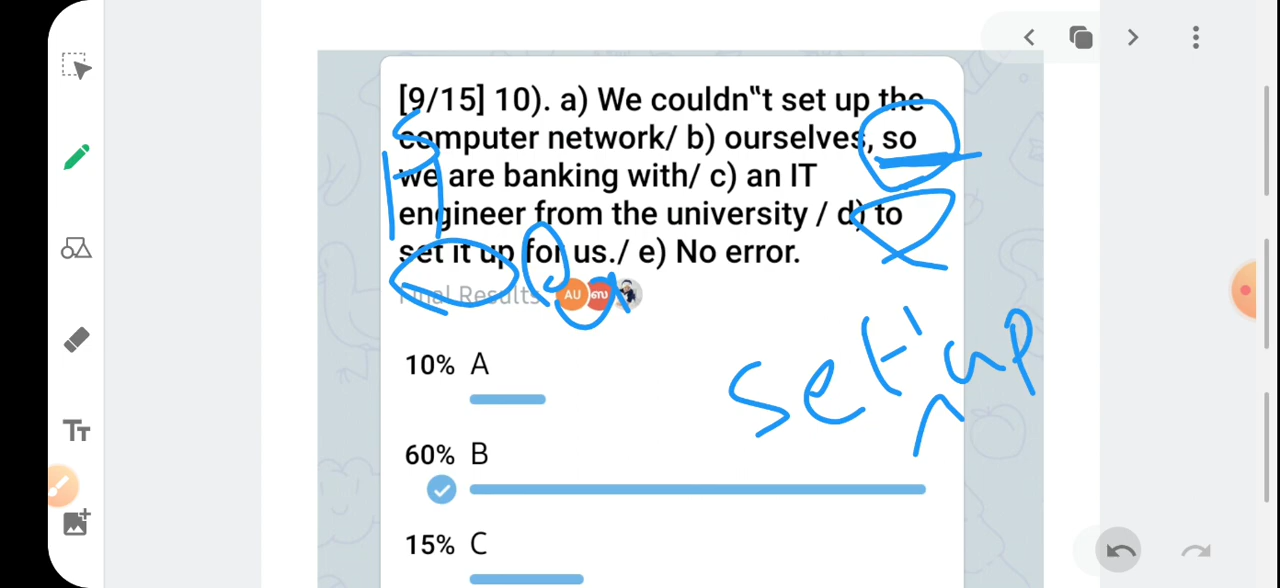 [9/15] 10). a) We couldn‟t set up the
computer network/ b) ourselves, so
we are banking with/ c) an IT
engineer from the university / d) to
set it up for us./ e) No error.
Final Results
AU
10% A
60% B
15% C
set up
TT